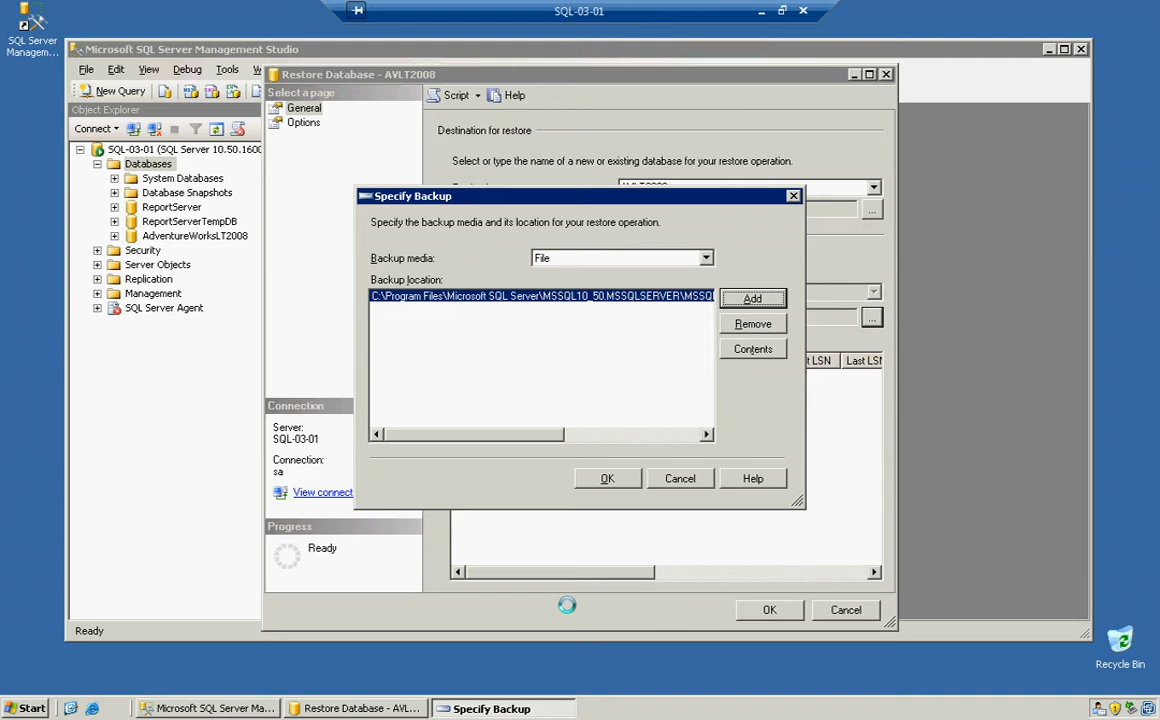 SQL-03-01
SQL Server
Managem...
Microsoft SQL Server Management Studio
File Edit View Debug Tools
New Query
Object Explorer
Connect
SQL-03-01 (SQL Server 10.50.1600
Databases
System Databases
Database Snapshots
ReportServer
ReportServerTempDB
AdventureWorksLT2008
Security
Server Objects
Replication
Management
SQL Server Agent
Ready
Restore Database - AVLT2008
Select a page
General
Options
Script Help
Destination for restore
Select or type the name of a new or existing database for your restore operation.
...
...
t LSN Last LSN
Connection
Server:
SQL-03-01
Connection:
sa
View connect
Progress
Ready
OK Cancel
Specify Backup
Specify the backup media and its location for your restore operation.
Backup media: File
Backup location:
C:\Program Files\Microsoft SQL Server\MSSQL10_50.MSSQLSERVER\MSSQL
Add
Remove
Contents
OK Cancel Help
Recycle Bin
Start Microsoft SQL Server Ma... Restore Database - AVL... Specify Backup